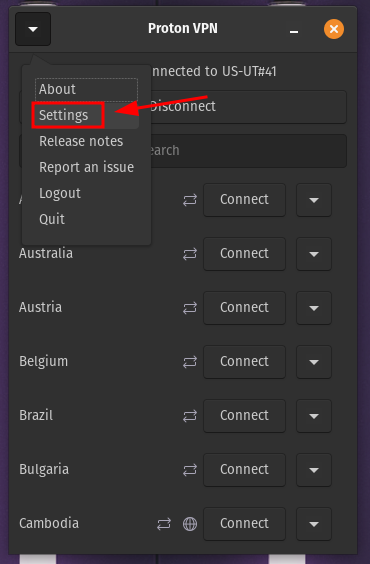 Proton VPN
nnected to US-UT#41
About
Settings
Disconnect
Release notes
earch
Report an issue
Logout
Connect
Quit
Australia
Connect
Austria
Connect
Belgium
Connect
Brazil
Connect
Bulgaria
Connect
Cambodia
Connect